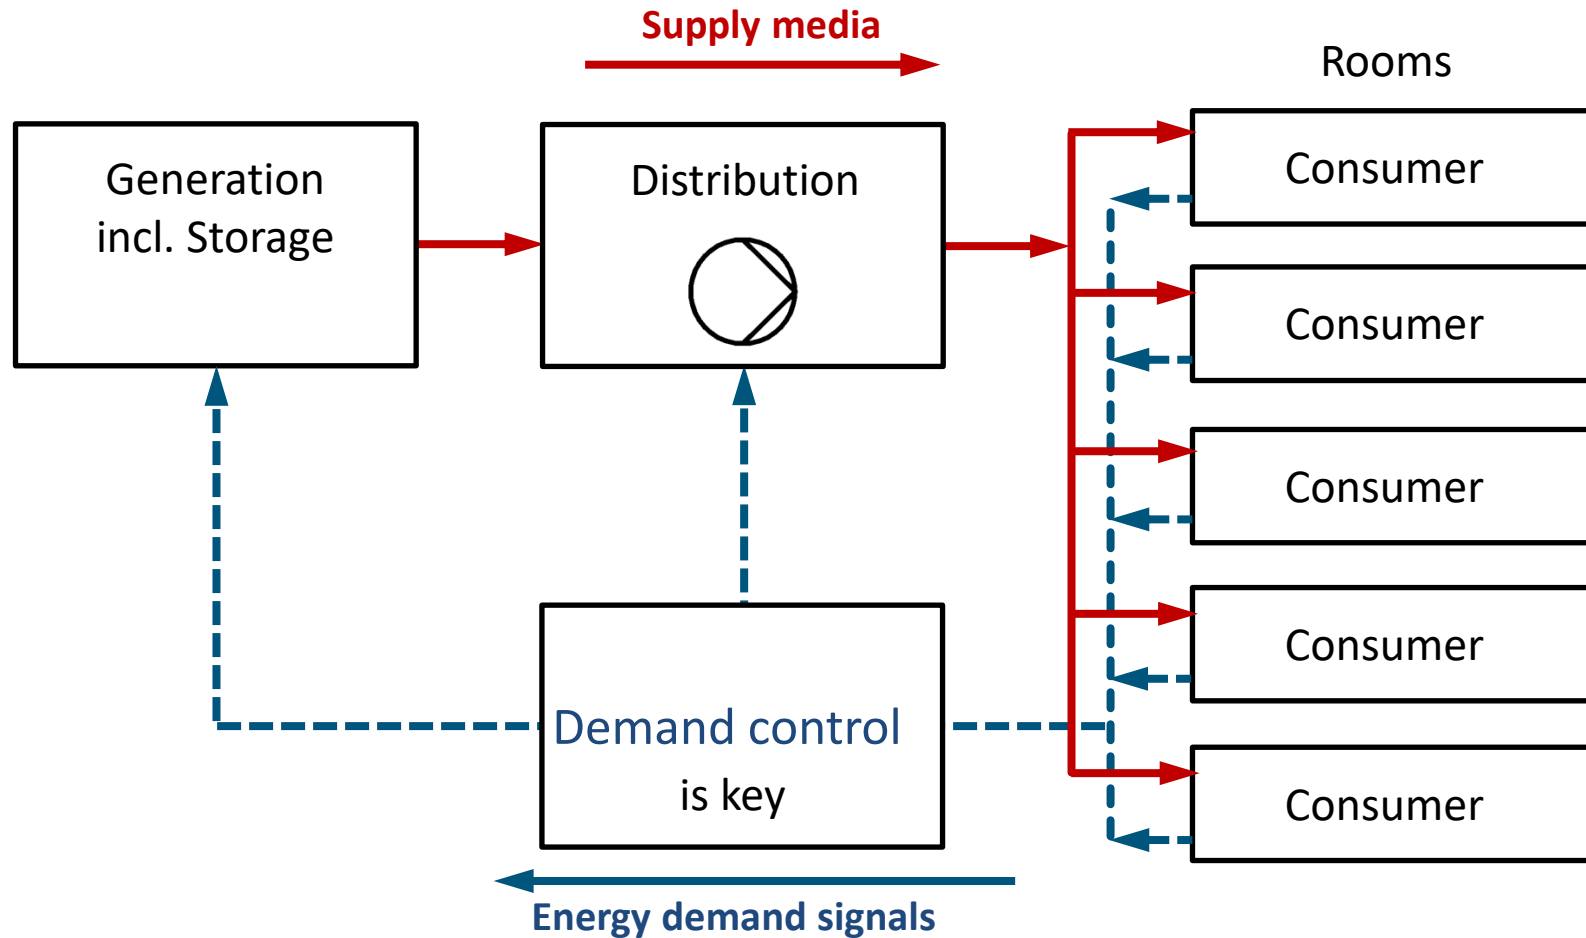 Supply media
Rooms
Generation
incl. Storage
Distribution
Consumer
Consumer
Consumer
Consumer
Consumer
Demand control
is key
Energy demand signals